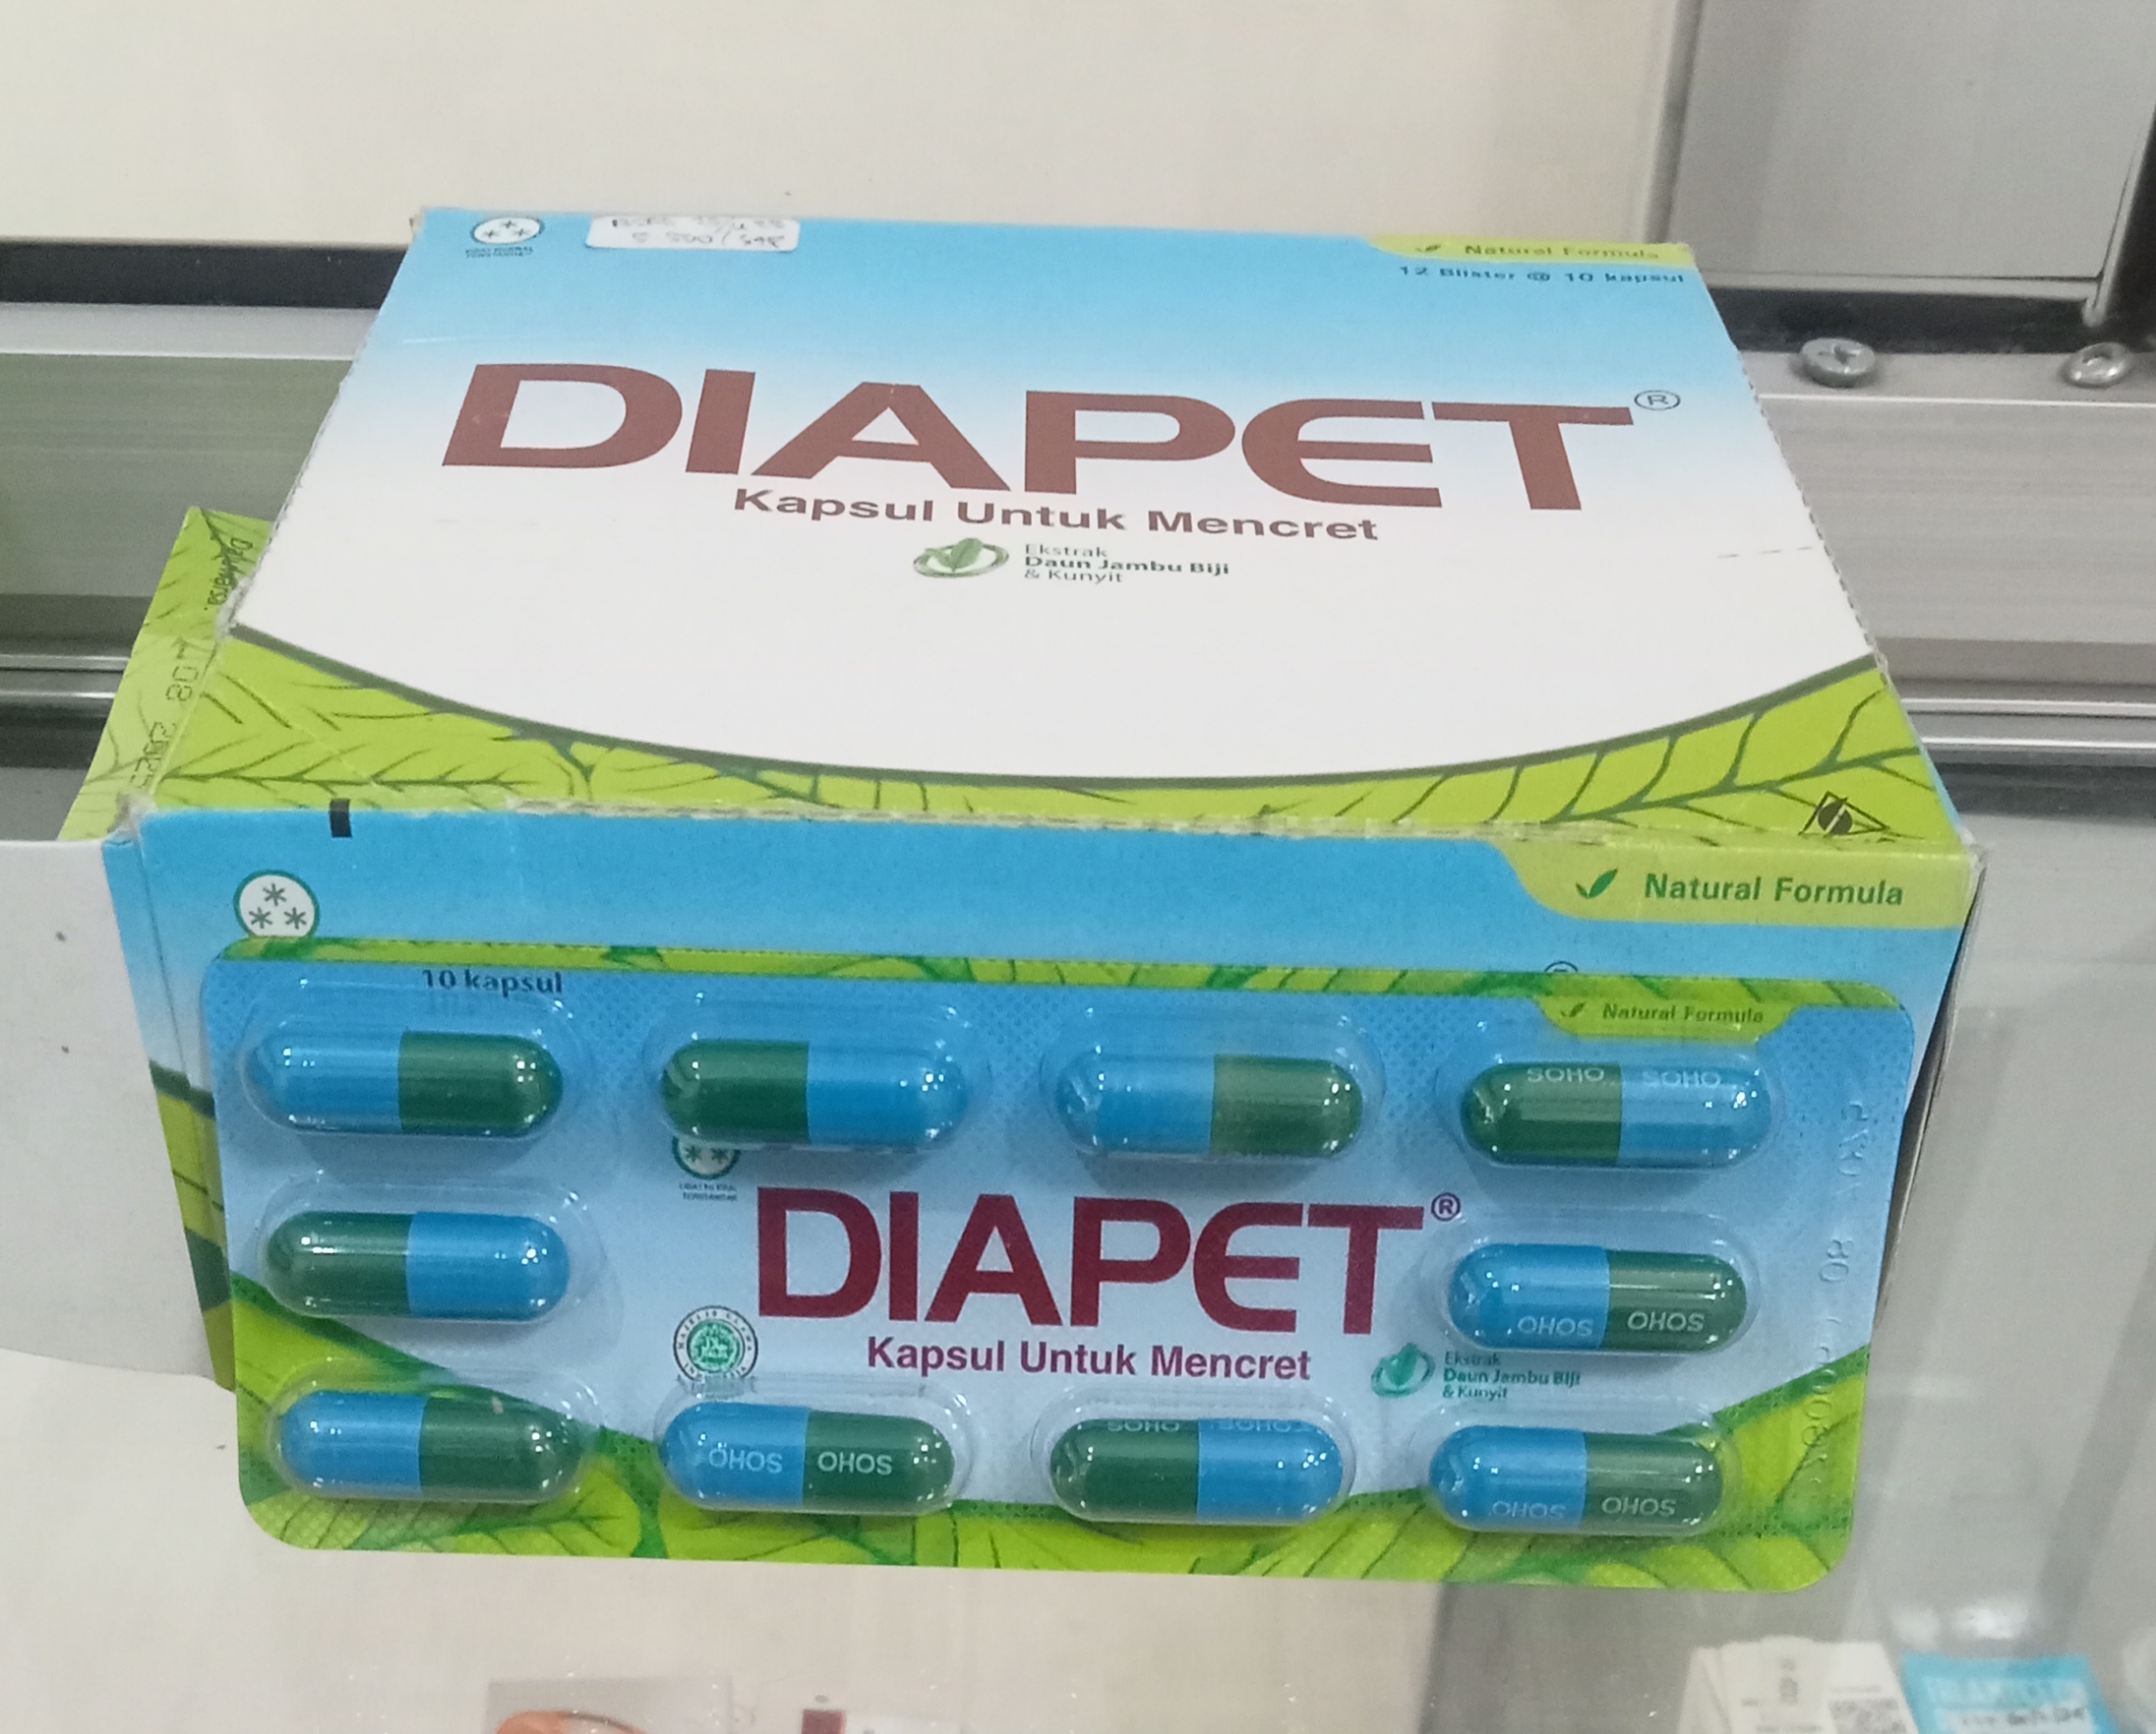 Natural Formula
12 Blister @ 10 kapsul
DIAPET®
Kapsul Untuk Mencret
Ekstrak
Daun Jambu Biji
& Kunyit
Natural Formula
10 kapsul
Natural Formula
SOHO SOHO
DIAPET®
Kapsul Untuk Mencret
SOHO SOHO
Ekstrak
Daun Jambu Biji
& Kunyit
SOHO SOHO
SOHO SOHO
SOHO SOHO